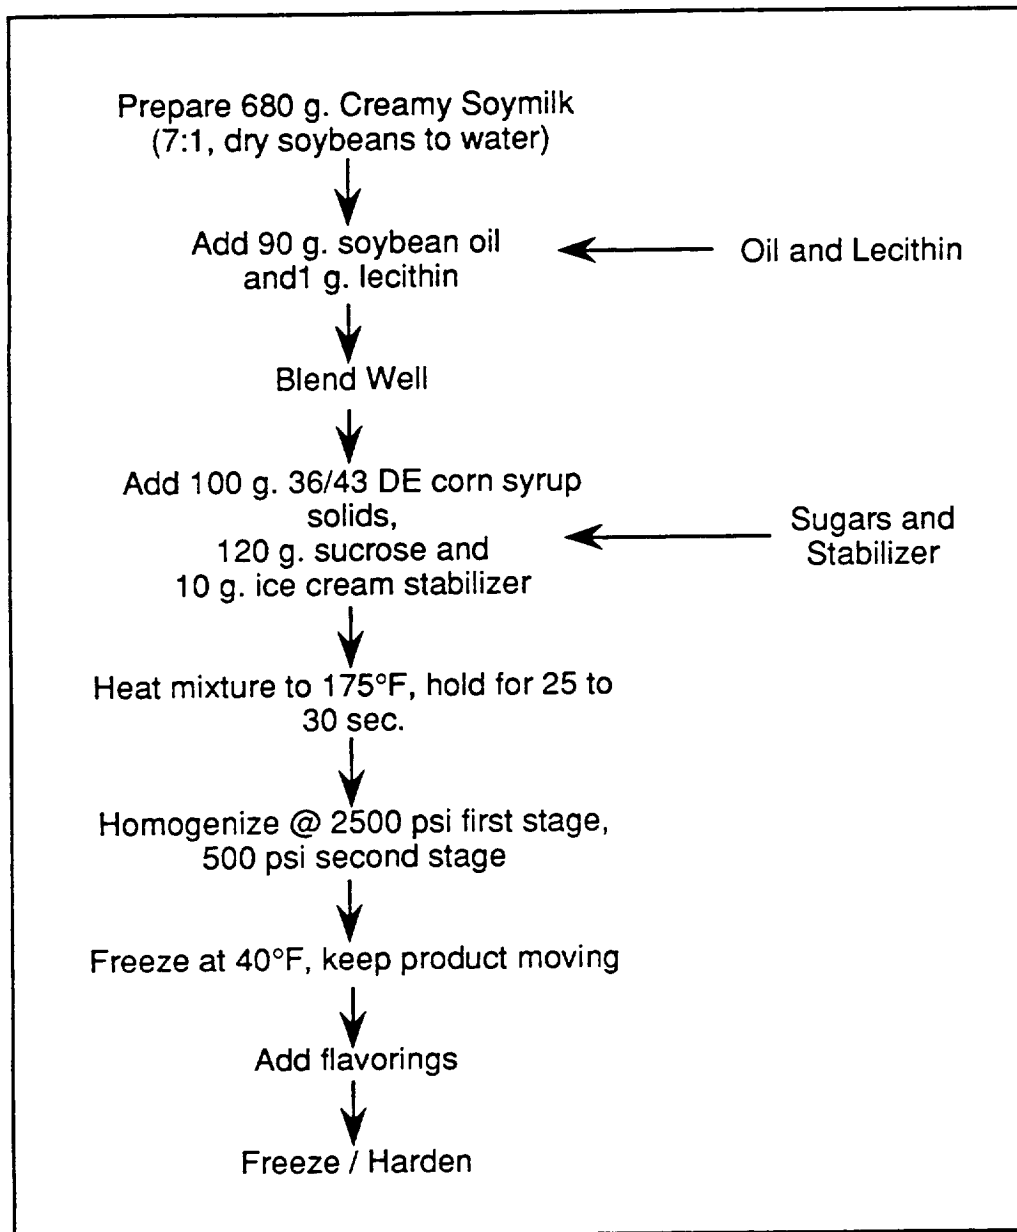 Prepare 680 g. Creamy Soymilk
(7:1, dry soybeans to water)
Add 90 g. soybean oil
and1 g. lecithin
Oil and Lecithin
Blend Well
Add 100 g. 36/43 DE corn syrup
solids,
120 g. sucrose and
10 g. ice cream stabilizer
Sugars and
Stabilizer
Heat mixture to 175°F, hold for 25 to
30 sec.
Homogenize @ 2500 psi first stage,
500 psi second stage
Freeze at 40°F, keep product moving
Add flavorings
Freeze / Harden